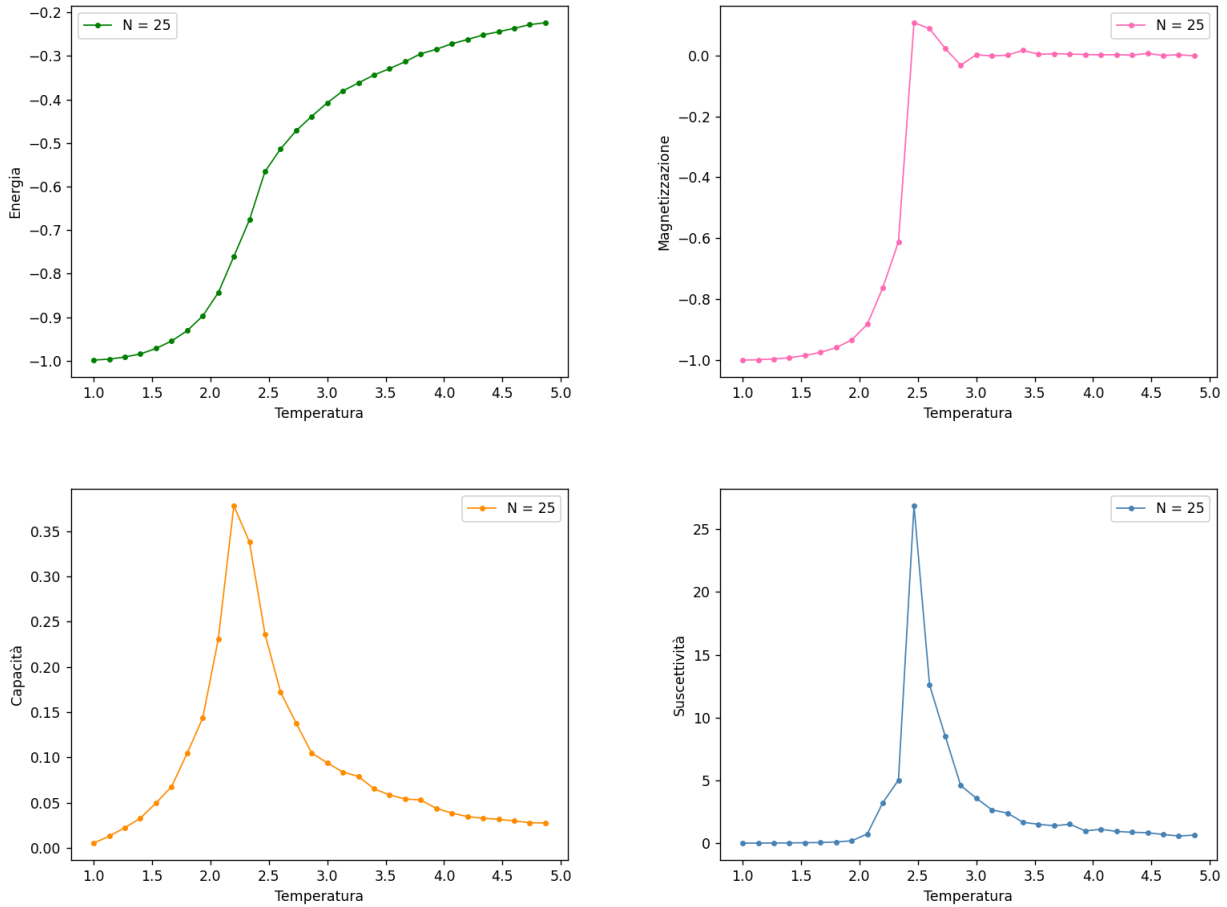 N = 25
−0.2
−0.3
−0.4
−0.5
−0.6
−0.7
−0.8
−0.9
−1.0
Energia
1.0 1.5 2.0 2.5 3.0 3.5 4.0 4.5 5.0
Temperatura
N = 25
0.0
−0.2
−0.4
−0.6
−0.8
−1.0
Magnetizzazione
1.0 1.5 2.0 2.5 3.0 3.5 4.0 4.5 5.0
Temperatura
N = 25
0.35
0.30
0.25
0.20
0.15
0.10
0.05
0.00
Capacità
1.0 1.5 2.0 2.5 3.0 3.5 4.0 4.5 5.0
Temperatura
N = 25
25
20
15
10
5
0
Suscettività
1.0 1.5 2.0 2.5 3.0 3.5 4.0 4.5 5.0
Temperatura